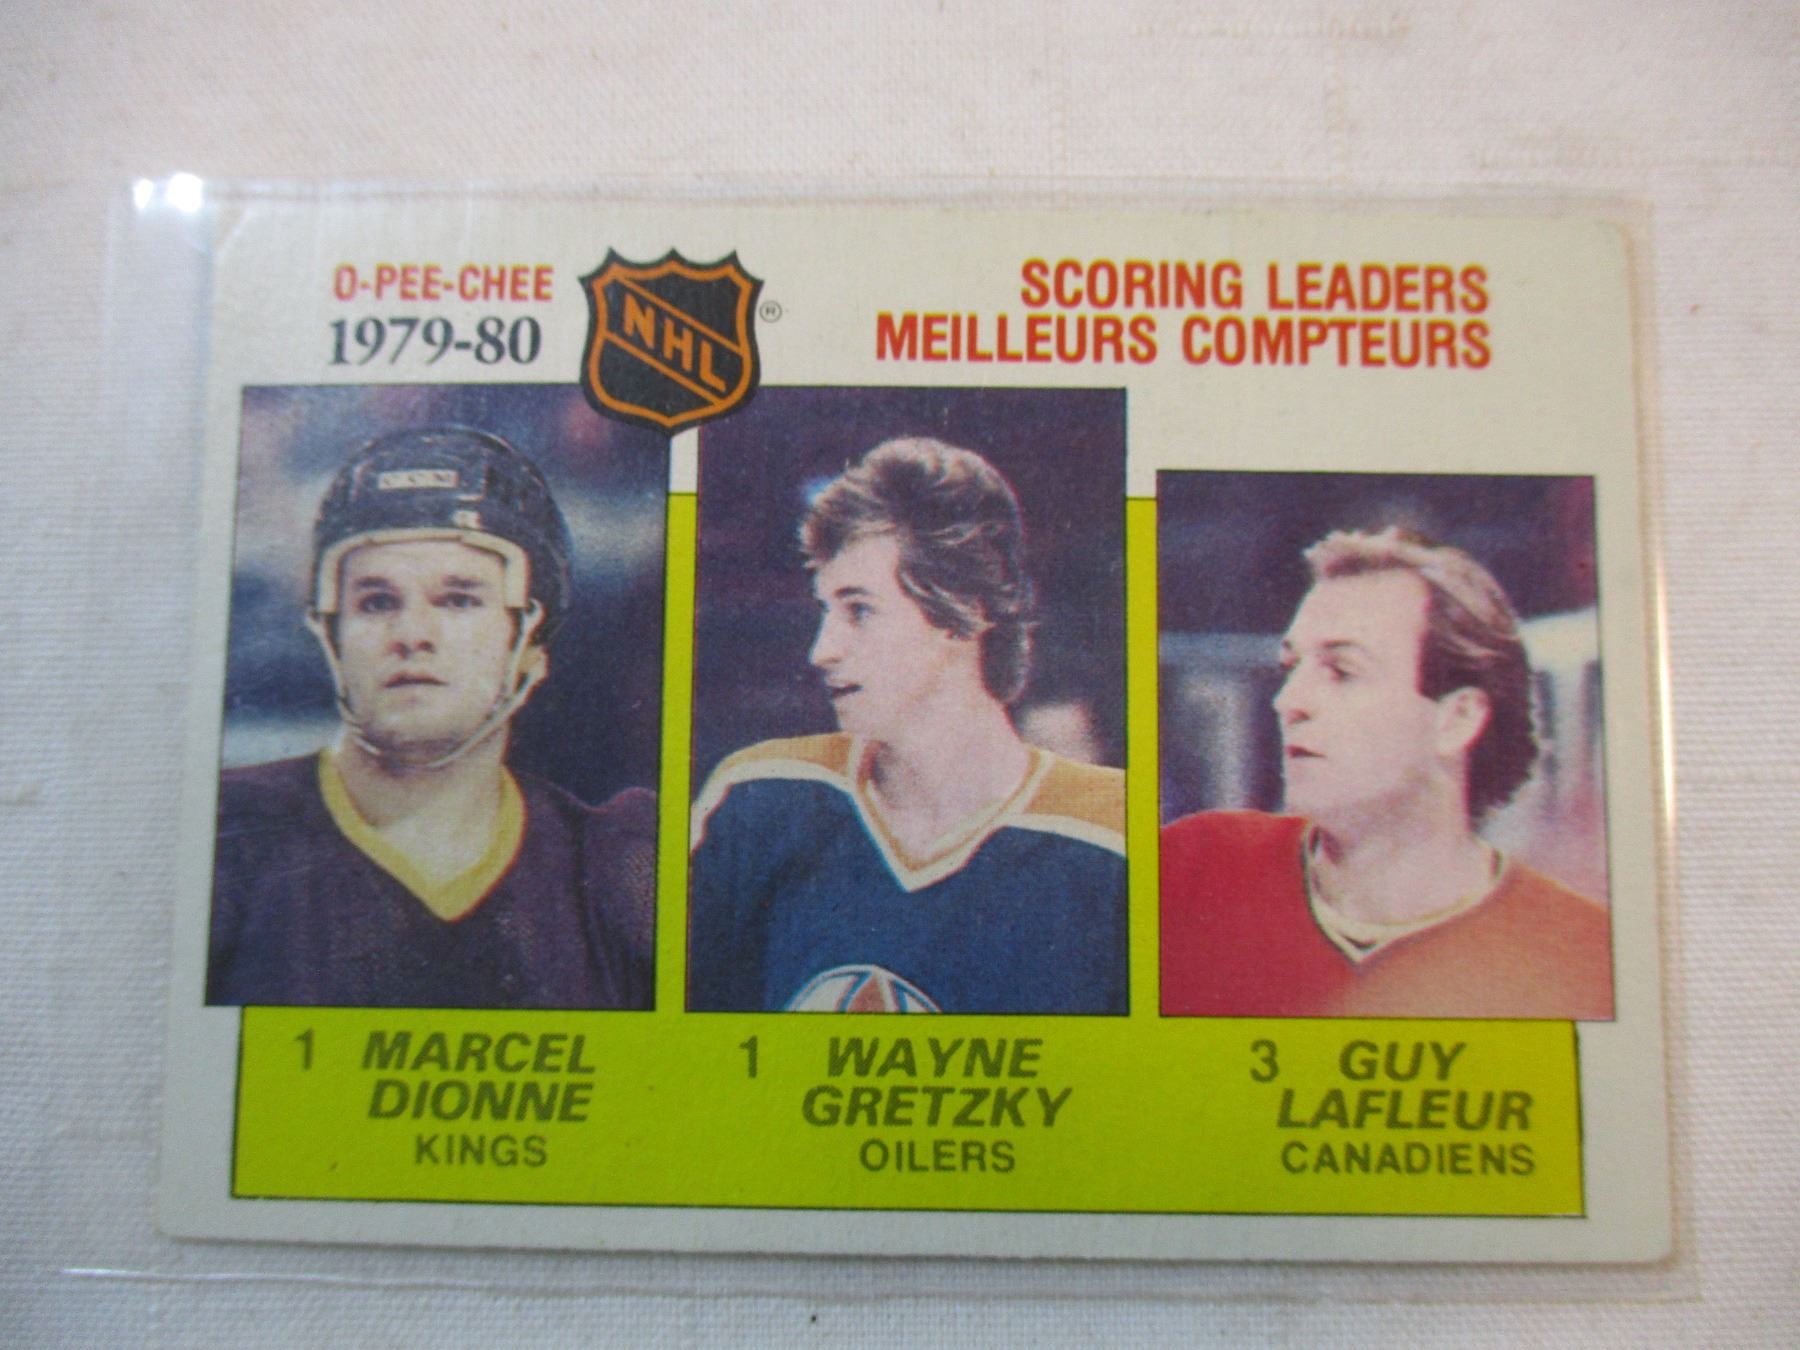 O-PEE-CHEE
1979-80
NHL
®
SCORING LEADERS
MEILLEURS COMPTEURS
1 MARCEL
DIONNE
KINGS
1 WAYNE
GRETZKY
OILERS
3 GUY
LAFLEUR
CANADIENS